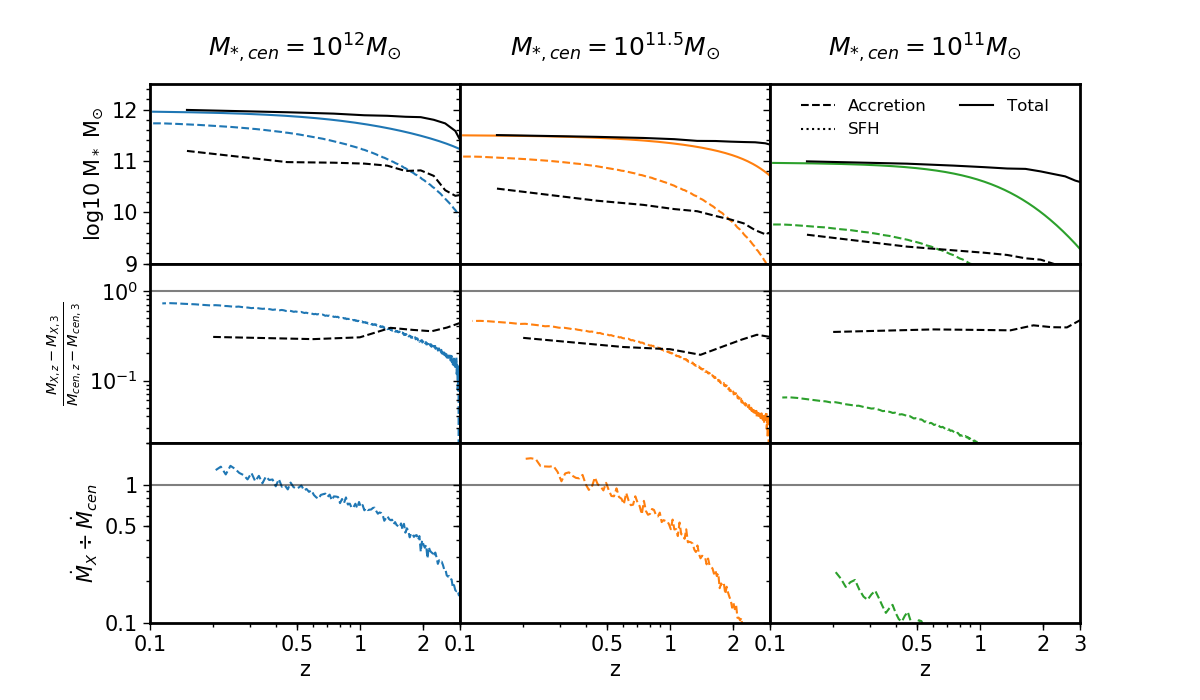 M*,cen = 10^12 M⊙ M*,cen = 10^11.5 M⊙ M*,cen = 10^11 M⊙
log10 M* M⊙
12
11
10
9
Accretion
SFH
Total
M_X,z − M_X,3
M_cen,z − M_cen,3
10^0
10^−1
Ṁ_X ÷ Ṁ_cen
1
0.5
0.1
0.1 0.5 1 2 0.1 0.5 1 2 0.1 0.5 1 2 3
z z z